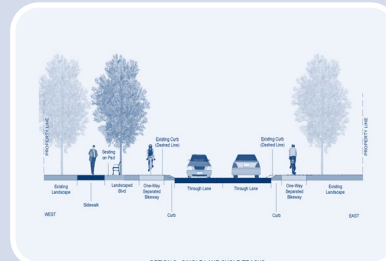 PROPERTY LINE
Existing Curb
(Dashed Line)
Existing Curb
(Dashed Line)
PROPERTY LINE
Seating
on Pad
Existing
Landscape
Sidewalk
Landscaped
Blvd
One-Way
Separated
Bikeway
Curb
Through Lane
Through Lane
Curb
One-Way
Separated
Bikeway
Existing
Landscape
WEST
EAST